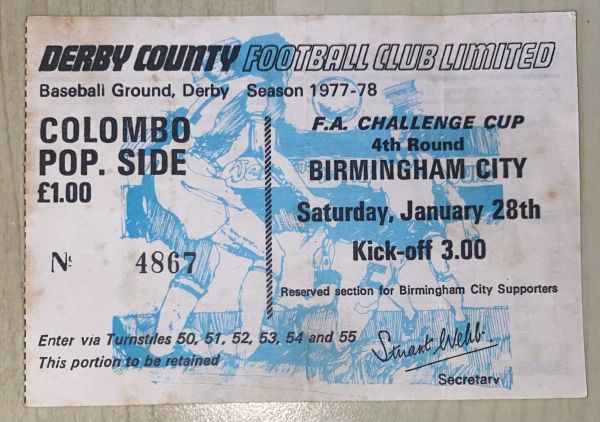 DERBY COUNTY FOOTBALL CLUB LIMITED
Baseball Ground, Derby Season 1977-78
COLOMBO
POP. SIDE
£1.00
Nº 4867
F.A. CHALLENGE CUP
4th Round
BIRMINGHAM CITY
Saturday, January 28th
Kick-off 3.00
Reserved section for Birmingham City Supporters
Enter via Turnstiles 50, 51, 52, 53, 54 and 55
This portion to be retained
Stuart Webb.
Secretary